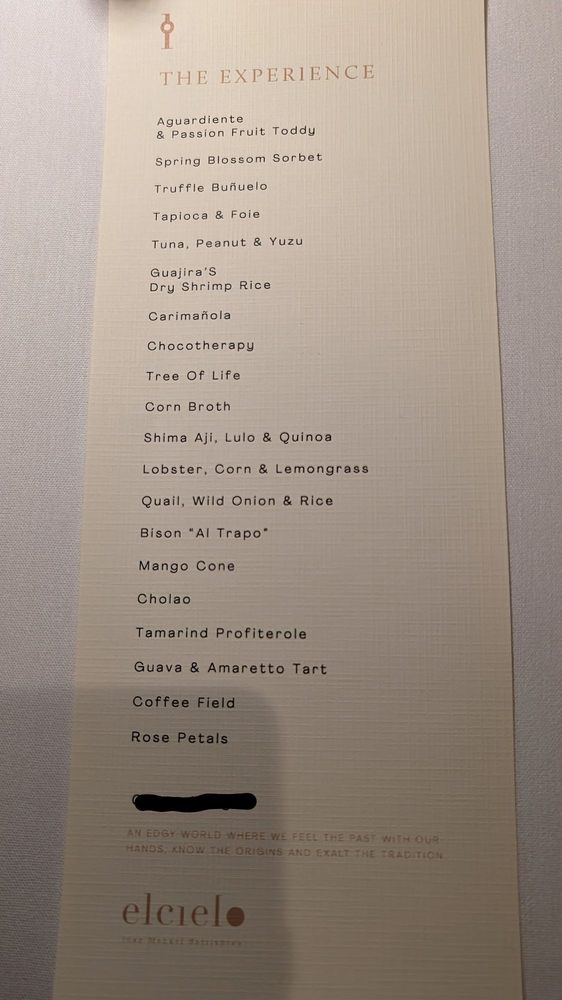 THE EXPERIENCE
Aguardiente
& Passion Fruit Toddy
Spring Blossom Sorbet
Truffle Buñuelo
Tapioca & Foie
Tuna, Peanut & Yuzu
Guajira'S
Dry Shrimp Rice
Carimañola
Chocotherapy
Tree Of Life
Corn Broth
Shima Aji, Lulo & Quinoa
Lobster, Corn & Lemongrass
Quail, Wild Onion & Rice
Bison "Al Trapo"
Mango Cone
Cholao
Tamarind Profiterole
Guava & Amaretto Tart
Coffee Field
Rose Petals
AN EDGY WORLD WHERE WE FEEL THE PAST WITH OUR
HANDS, KNOW THE ORIGINS AND EXALT THE TRADITION
elcielo